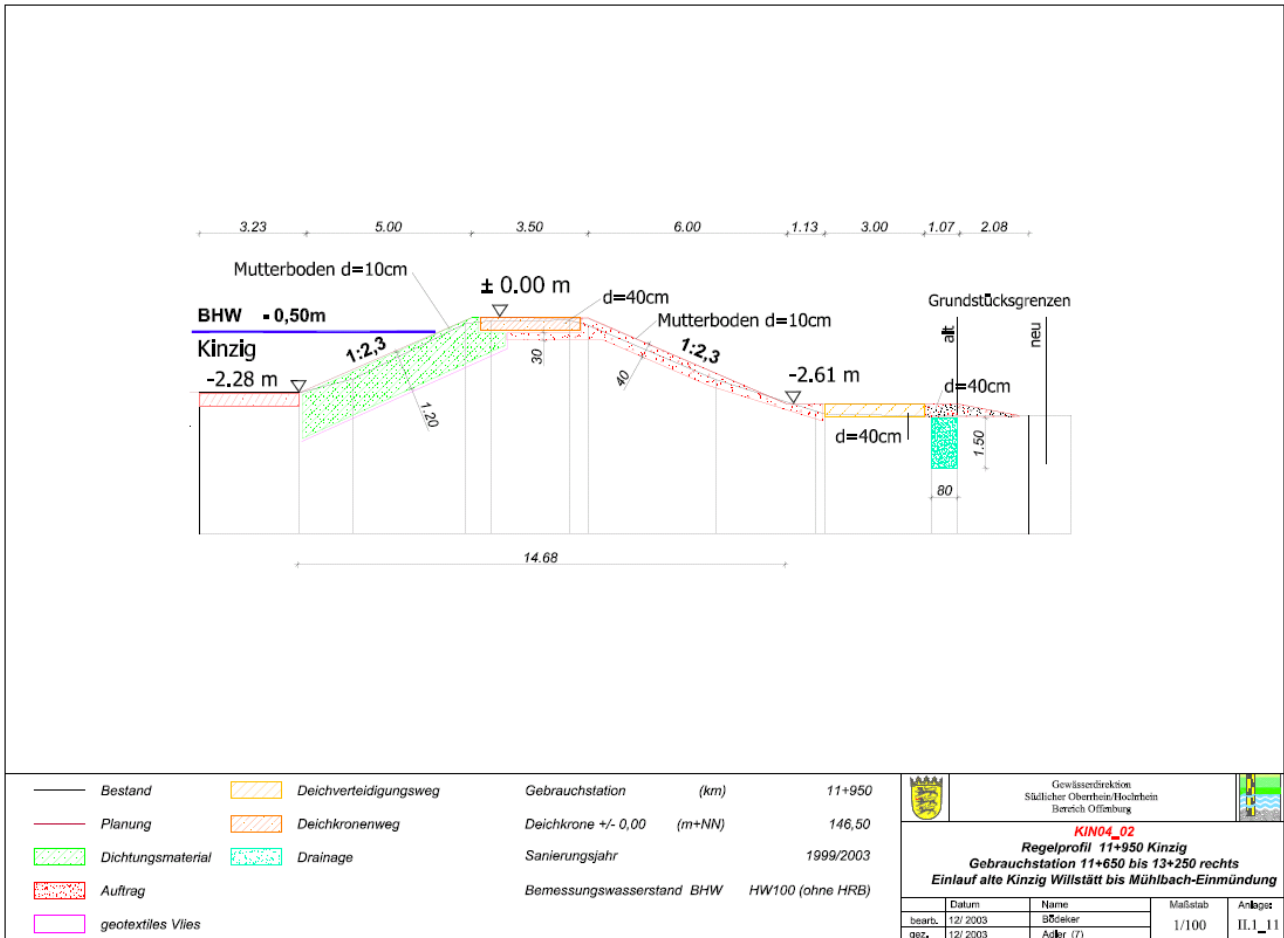 3.23 5.00 3.50 6.00 1.13 3.00 1.07 2.08
Mutterboden d=10cm
± 0.00 m
d=40cm
Mutterboden d=10cm
Grundstücksgrenzen
alt
neu
BHW - 0,50m
Kinzig
1:2,3
1:2,3
-2.28 m
-2.61 m
30
40
1.20
d=40cm
d=40cm
1.50
80
14.68
Bestand
Planung
Dichtungsmaterial
Auftrag
geotextiles Vlies
Deichverteidigungsweg
Deichkronenweg
Drainage
Gebrauchstation (km) 11+950
Deichkrone +/- 0,00 (m+NN) 146,50
Sanierungsjahr 1999/2003
Bemessungswasserstand BHW HW100 (ohne HRB)
Gewässerdirektion
Südlicher Oberrhein/Hochrhein
Bereich Offenburg
KIN04_02
Regelprofil 11+950 Kinzig
Gebrauchstation 11+650 bis 13+250 rechts
Einlauf alte Kinzig Willstätt bis Mühlbach-Einmündung
Datum Name Maßstab Anlage:
bearb. 12/ 2003 Bödeker
1/100 II.1_11
gez. 12/ 2003 Adler (7)